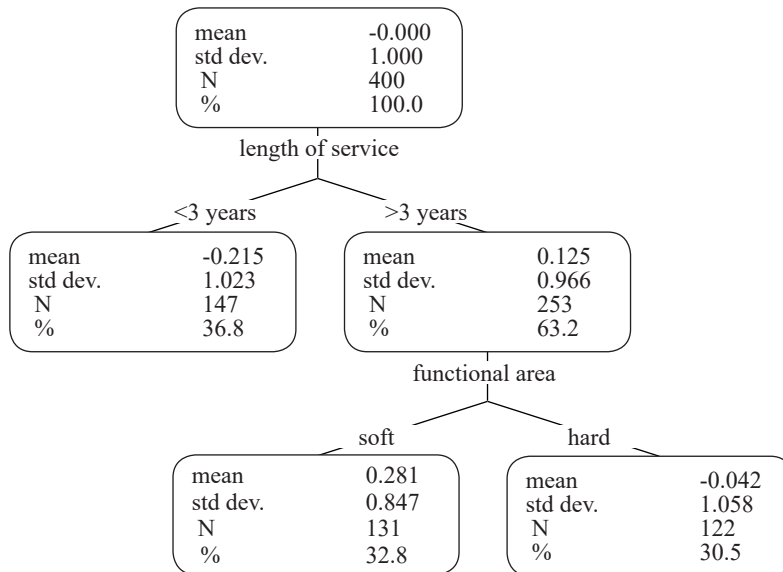 mean -0.000
std dev. 1.000
N 400
% 100.0
length of service
<3 years >3 years
mean -0.215
std dev. 1.023
N 147
% 36.8
mean 0.125
std dev. 0.966
N 253
% 63.2
functional area
soft hard
mean 0.281
std dev. 0.847
N 131
% 32.8
mean -0.042
std dev. 1.058
N 122
% 30.5